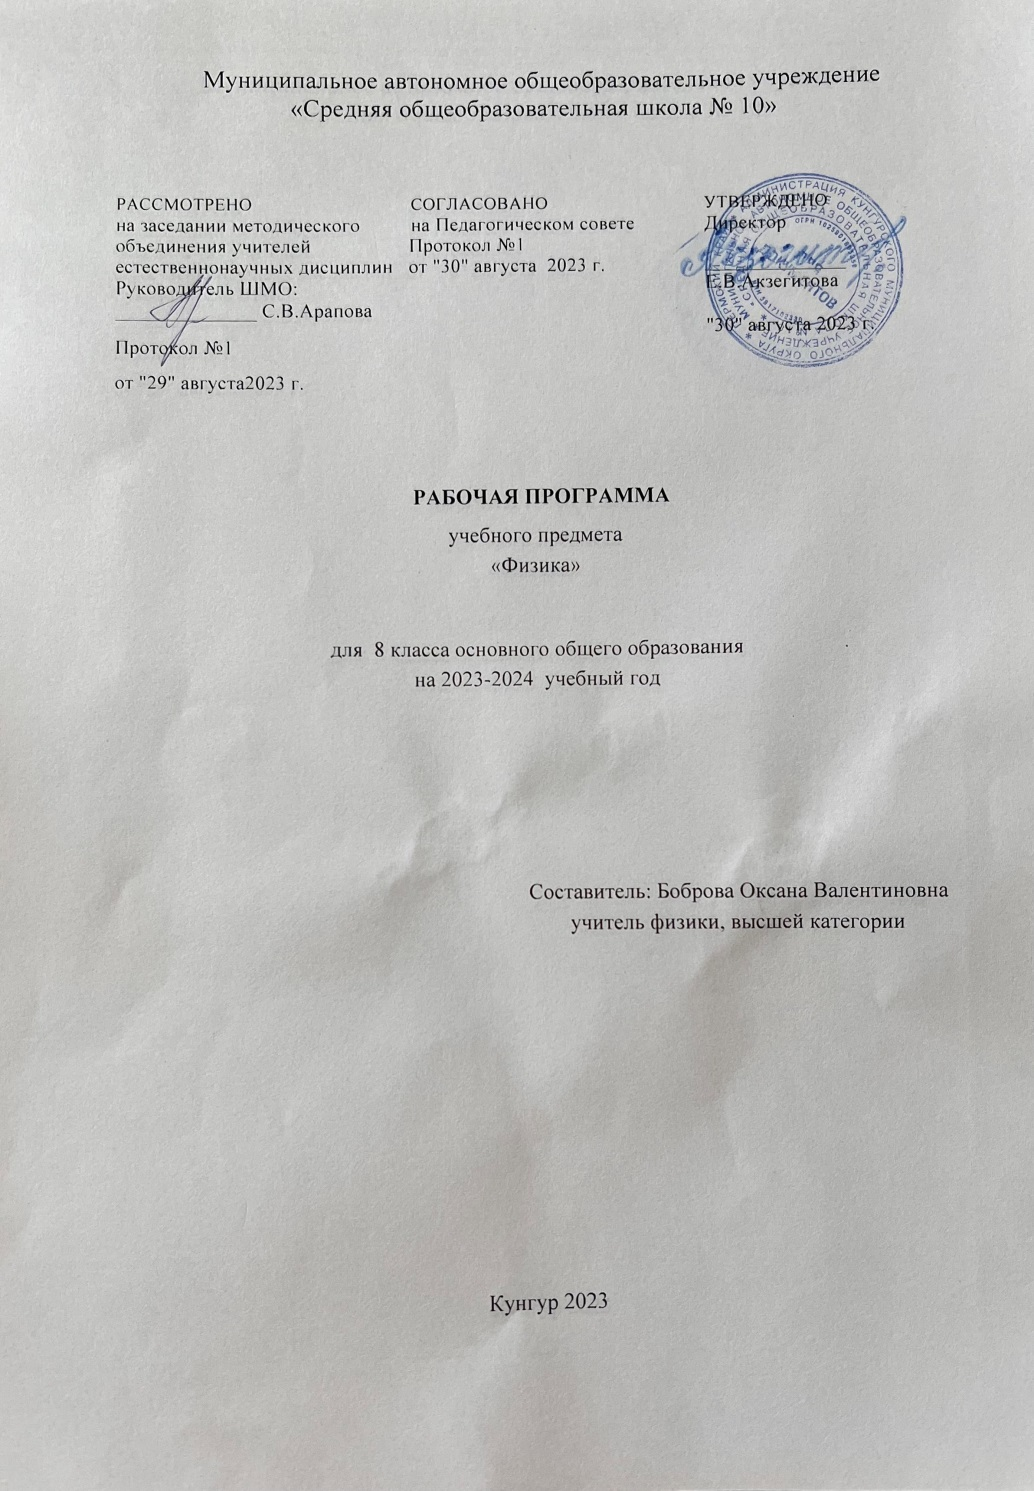 Муниципальное автономное общеобразовательное учреждение
«Средняя общеобразовательная школа № 10»
РАССМОТРЕНО
на заседании методического
объединения учителей
естественнонаучных дисциплин
Руководитель ШМО:
С.В.Арапова
Протокол №1
от "29" августа2023 г.
СОГЛАСОВАНО
на Педагогическом совете
Протокол №1
от "30" августа 2023 г.
УТВЕРЖДЕНО
Директор
Е.В.Акзегитова
"30" августа 2023 г.
РАБОЧАЯ ПРОГРАММА
учебного предмета
«Физика»
для 8 класса основного общего образования
на 2023-2024 учебный год
Составитель: Боброва Оксана Валентиновна
учитель физики, высшей категории
Кунгур 2023